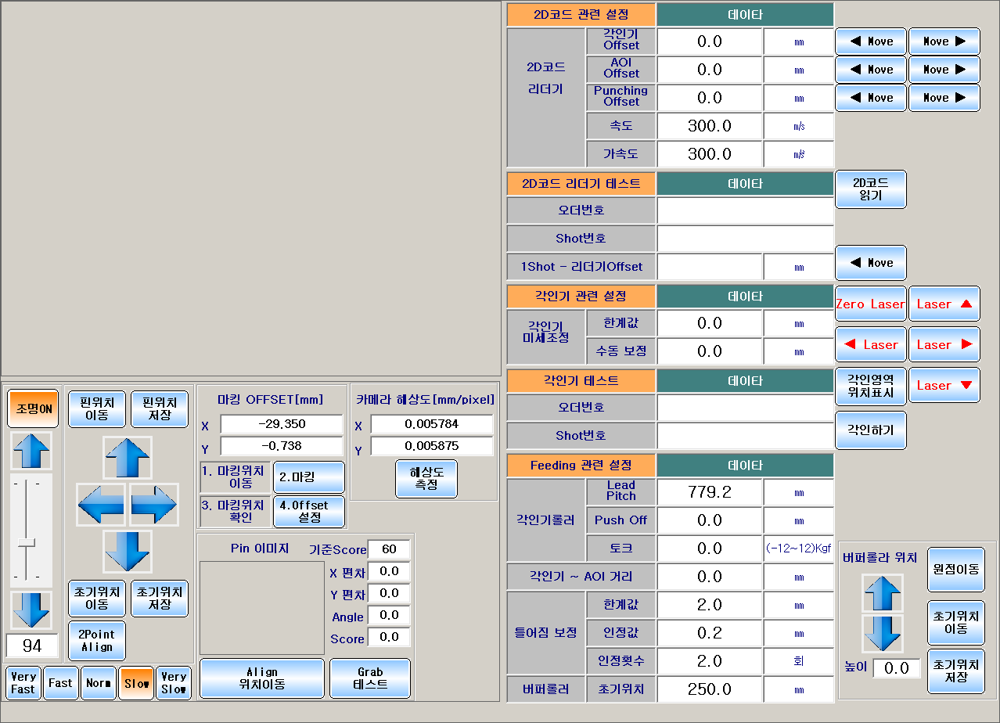 2D코드 관련 설정 데이타
2D코드
리더기
각인기
Offset
0.0 mm ◀ Move Move ▶
AOI
Offset
0.0 mm ◀ Move Move ▶
Punching
Offset
0.0 mm ◀ Move Move ▶
속도 300.0 m/s
가속도 300.0 m/s²
2D코드 리더기 테스트 데이타
2D코드
읽기
오더번호
Shot번호
1Shot - 리더기Offset mm ◀ Move
각인기 관련 설정 데이타
Zero Laser Laser ▲
각인기
미세조정
한계값 0.0 mm
수동 보정 0.0 mm
◀ Laser Laser ▶
각인기 테스트 데이타
각인영역
위치표시
Laser ▼
오더번호
Shot번호
각인하기
Feeding 관련 설정 데이타
각인기롤러
Lead
Pitch
779.2 mm
Push Off 0.0 mm
토크 0.0 (-12~12)Kgf
각인기 ~ AOI 거리 0.0 mm
틀어짐 보정
한계값 2.0 mm
인정값 0.2 mm
인정횟수 2.0 회
버퍼롤러 초기위치 250.0 mm
버퍼롤라 위치
원점이동
초기위치
이동
초기위치
저장
높이 0.0
조명ON
94
핀위치
이동
핀위치
저장
초기위치
이동
초기위치
저장
2Point
Align
Very
Fast
Fast
Norm
Slow
Very
Slow
마킹 OFFSET[mm]
X -29.350
Y -0.738
1. 마킹위치
이동
2.마킹
3. 마킹위치
확인
4.Offset
설정
카메라 해상도[mm/pixel]
X 0.005784
Y 0.005875
해상도
측정
Pin 이미지
기준Score 60
X 편차 0.0
Y 편차 0.0
Angle 0.0
Score 0.0
Align
위치이동
Grab
테스트